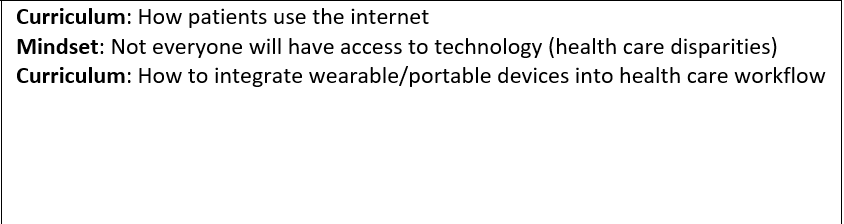 Curriculum: How patients use the internet
Mindset: Not everyone will have access to technology (health care disparities)
Curriculum: How to integrate wearable/portable devices into health care workflow